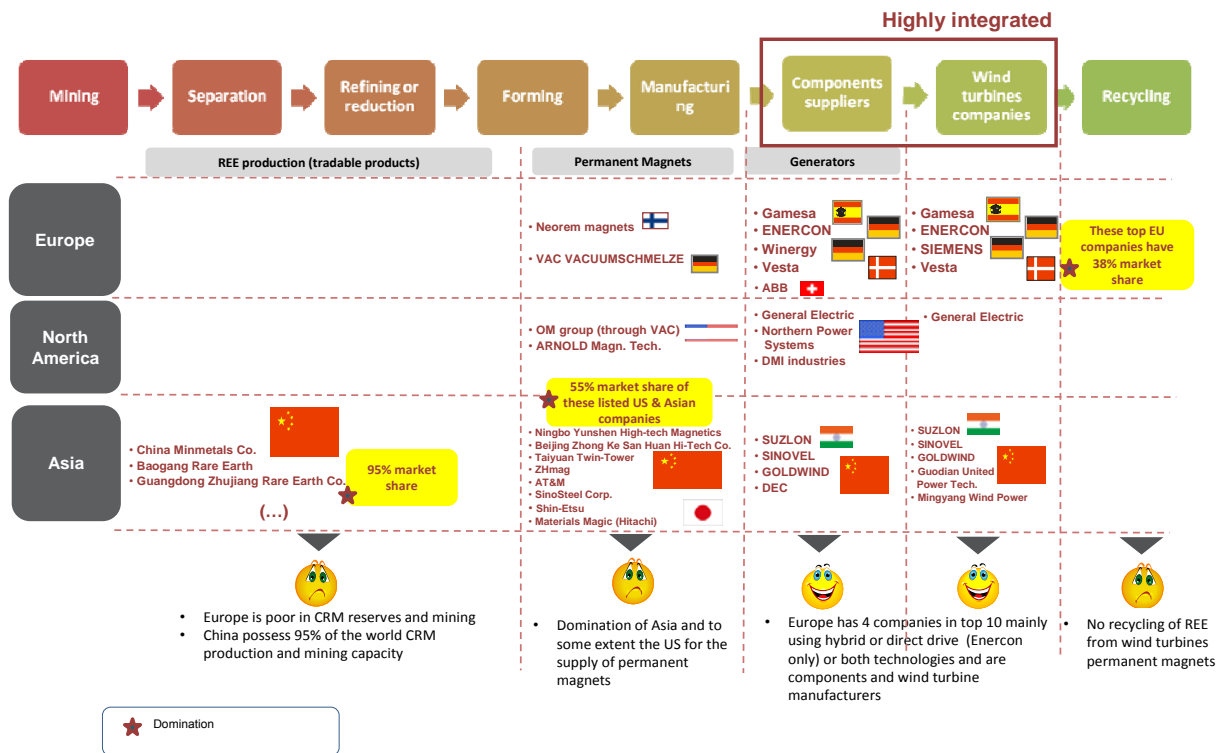 Highly integrated
Mining
Separation
Refining or
reduction
Forming
Manufacturi
ng
Components
suppliers
Wind
turbines
companies
Recycling
REE production (tradable products)
Permanent Magnets
Generators
Europe
• Neorem magnets
• VAC VACUUMSCHMELZE
• Gamesa
• ENERCON
• Winergy
• Vesta
• ABB
• Gamesa
• ENERCON
• SIEMENS
• Vesta
These top EU
companies have
38% market
share
North
America
• OM group (through VAC)
• ARNOLD Magn. Tech.
• General Electric
• Northern Power
Systems
• DMI industries
• General Electric
55% market share of
these listed US & Asian
companies
Asia
• China Minmetals Co.
• Baogang Rare Earth
• Guangdong Zhujiang Rare Earth Co.
(…)
95% market
share
• Ningbo Yunshen High-tech Magnetics
• Beijing Zhong Ke San Huan Hi-Tech Co.
• Taiyuan Twin-Tower
• ZHmag
• AT&M
• SinoSteel Corp.
• Shin-Etsu
• Materials Magic (Hitachi)
• SUZLON
• SINOVEL
• GOLDWIND
• DEC
• SUZLON
• SINOVEL
• GOLDWIND
• Guodian United
Power Tech.
• Mingyang Wind Power
• Europe is poor in CRM reserves and mining
• China possess 95% of the world CRM
production and mining capacity
• Domination of Asia and to
some extent the US for the
supply of permanent
magnets
• Europe has 4 companies in top 10 mainly
using hybrid or direct drive (Enercon
only) or both technologies and are
components and wind turbine
manufacturers
• No recycling of REE
from wind turbines
permanent magnets
Domination